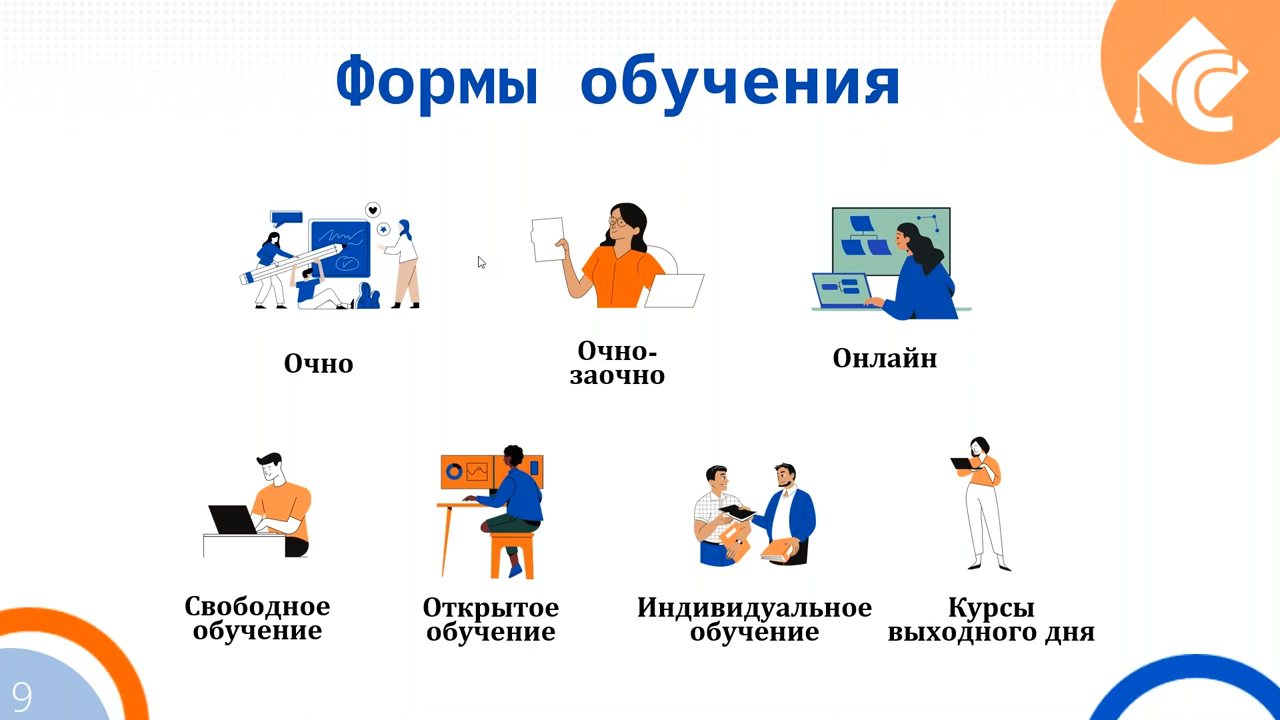 Формы обучения
Очно
Очно-
заочно
Онлайн
Свободное
обучение
Открытое
обучение
Индивидуальное
обучение
Курсы
выходного дня
9
С